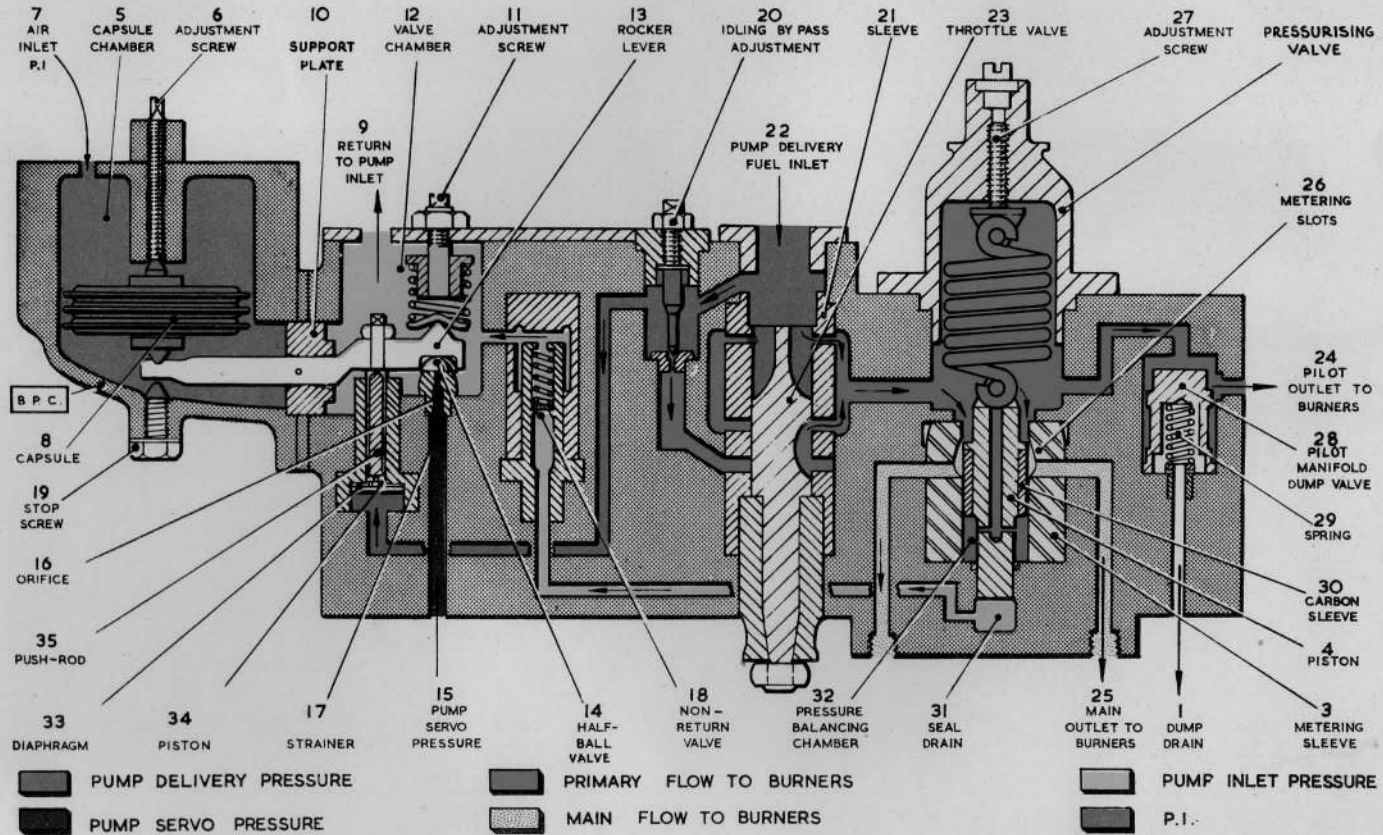 7
AIR
INLET
P.I
5
CAPSULE
CHAMBER
6
ADJUSTMENT
SCREW
10
SUPPORT
PLATE
12
VALVE
CHAMBER
11
ADJUSTMENT
SCREW
13
ROCKER
LEVER
20
IDLING BY PASS
ADJUSTMENT
21
SLEEVE
23
THROTTLE VALVE
27
ADJUSTMENT
SCREW
PRESSURISING
VALVE
9
RETURN
TO PUMP
INLET
22
PUMP DELIVERY
FUEL INLET
26
METERING
SLOTS
B.P.C.
8
CAPSULE
19
STOP
SCREW
16
ORIFICE
35
PUSH-ROD
33
DIAPHRAGM
34
PISTON
17
STRAINER
15
PUMP
SERVO
PRESSURE
14
HALF-
BALL
VALVE
18
NON-
RETURN
VALVE
32
PRESSURE
BALANCING
CHAMBER
31
SEAL
DRAIN
25
MAIN
OUTLET TO
BURNERS
1
DUMP
DRAIN
3
METERING
SLEEVE
24
PILOT
OUTLET TO
BURNERS
28
PILOT
MANIFOLD
DUMP VALVE
29
SPRING
30
CARBON
SLEEVE
4
PISTON
PUMP DELIVERY PRESSURE
PRIMARY FLOW TO BURNERS
PUMP INLET PRESSURE
PUMP SERVO PRESSURE
MAIN FLOW TO BURNERS
P.I.